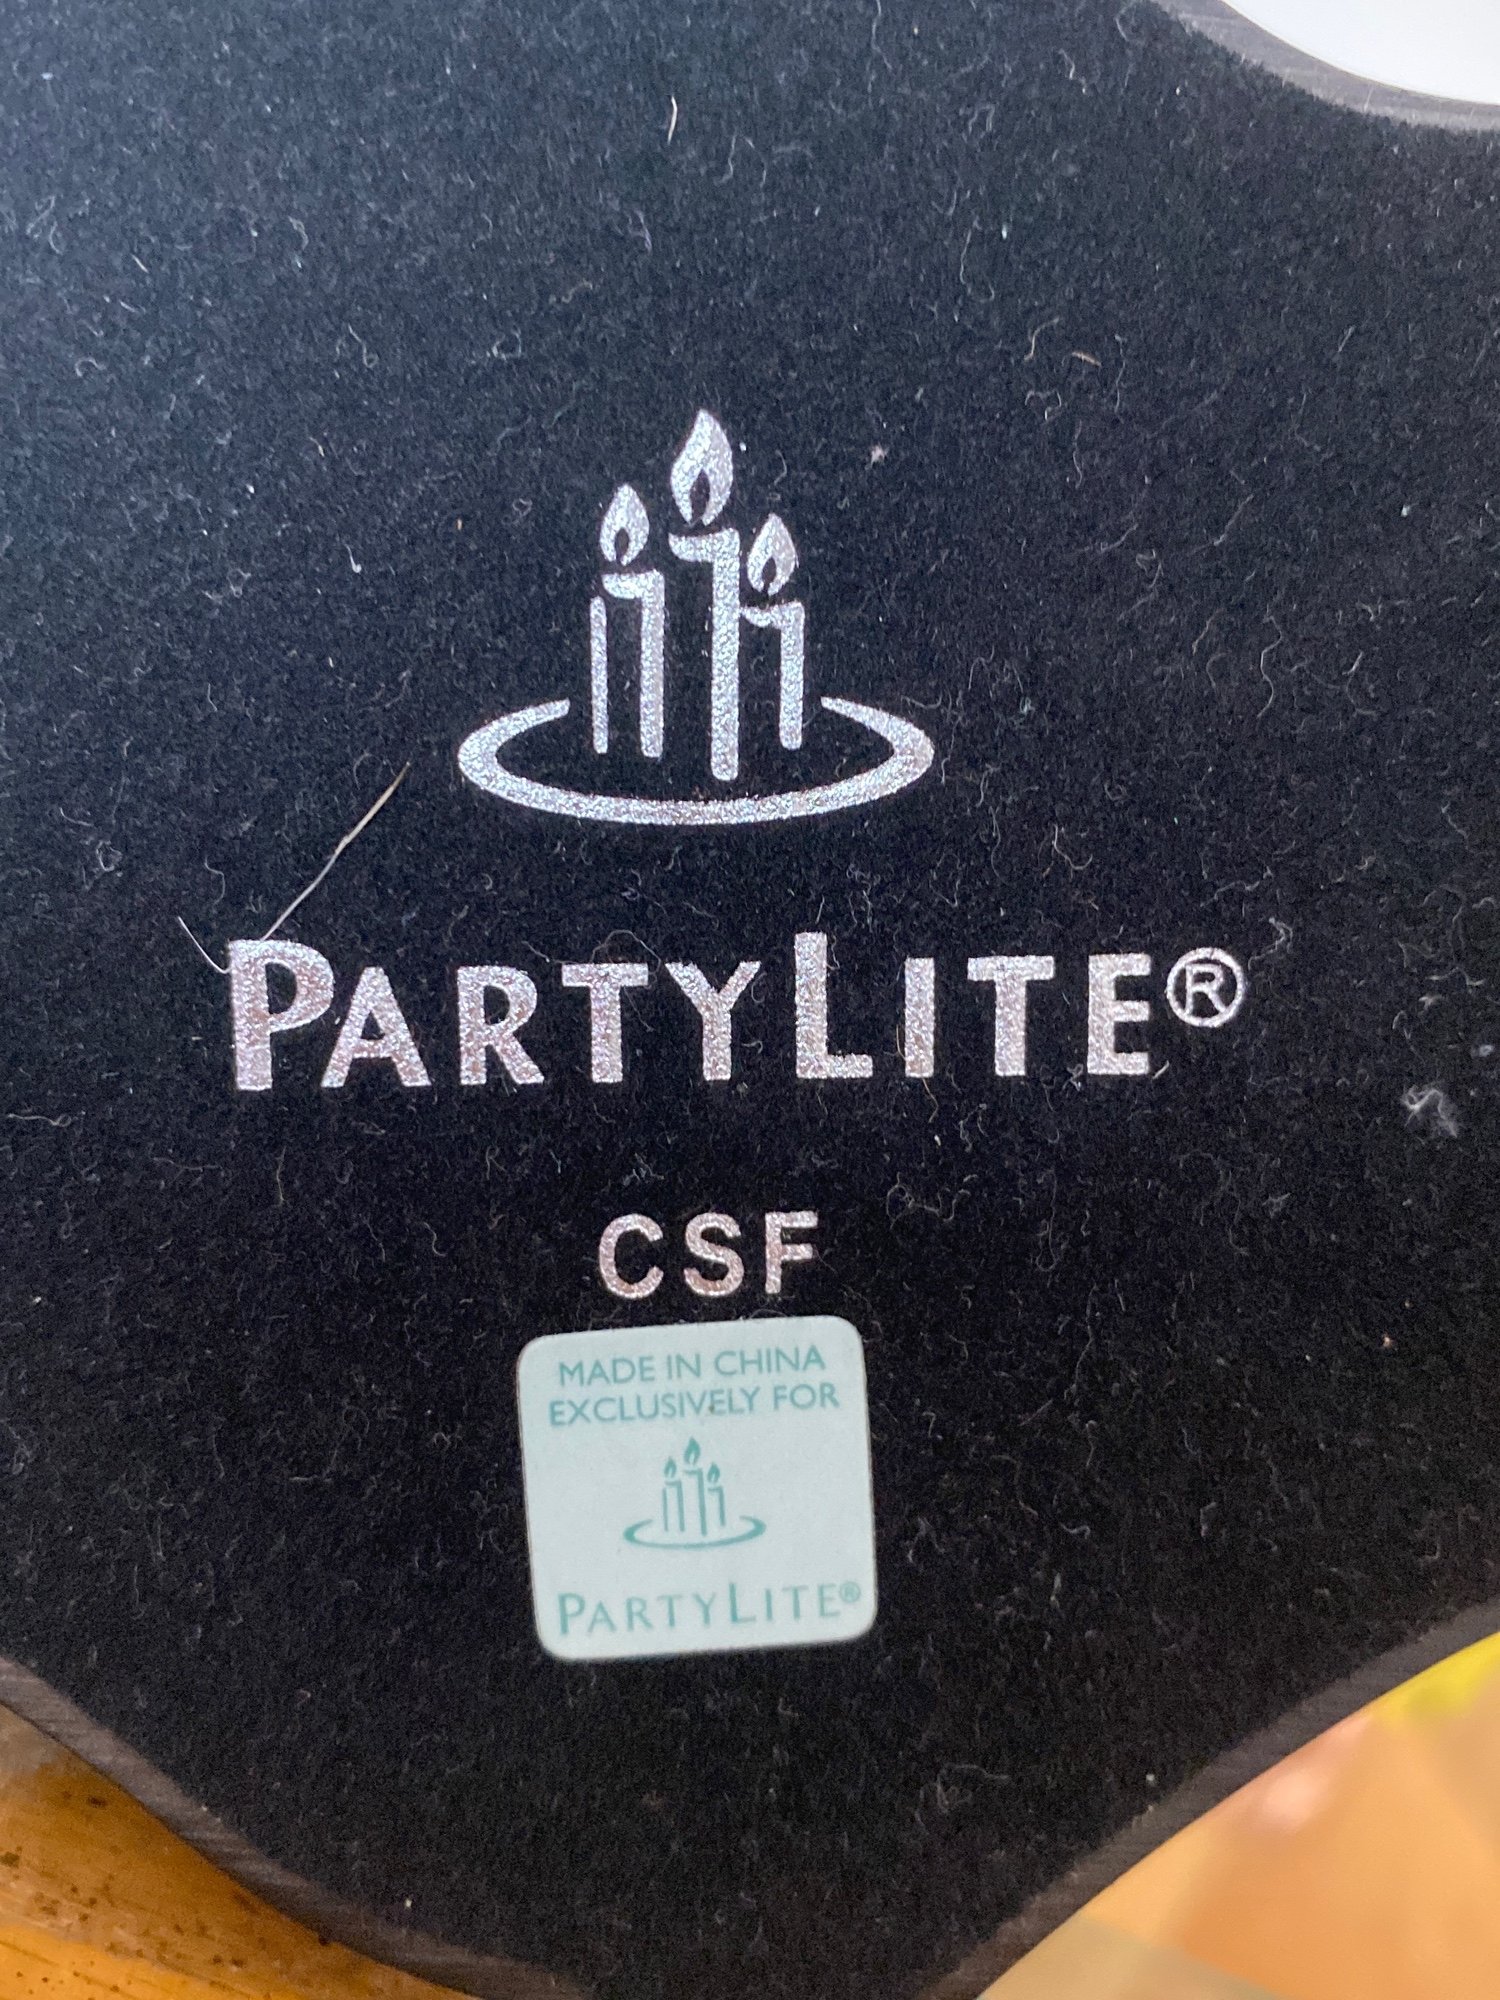 PARTYLITE®
CSF
MADE IN CHINA
EXCLUSIVELY FOR
PARTYLITE®